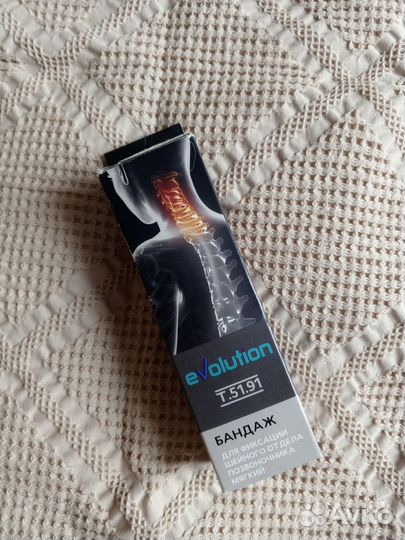 evolution
T.51.91
БАНДАЖ
ДЛЯ ФИКСАЦИИ
ШЕЙНОГО ОТДЕЛА
ПОЗВОНОЧНИКА
МЯГКИЙ
Avito